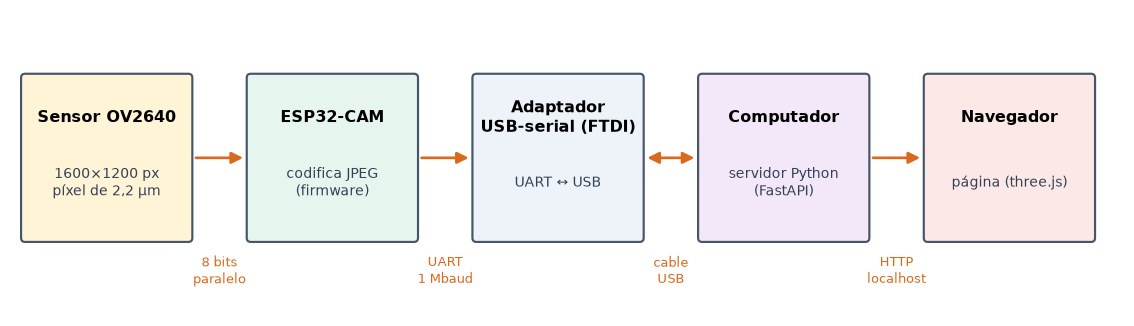 Sensor OV2640
1600×1200 px
píxel de 2,2 µm
8 bits
paralelo
ESP32-CAM
codifica JPEG
(firmware)
UART
1 Mbaud
Adaptador
USB-serial (FTDI)
UART ↔ USB
cable
USB
Computador
servidor Python
(FastAPI)
HTTP
localhost
Navegador
página (three.js)